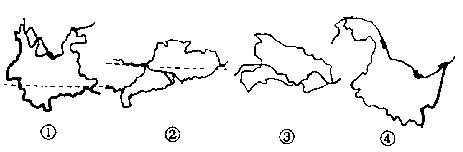 ① ② ③ ④